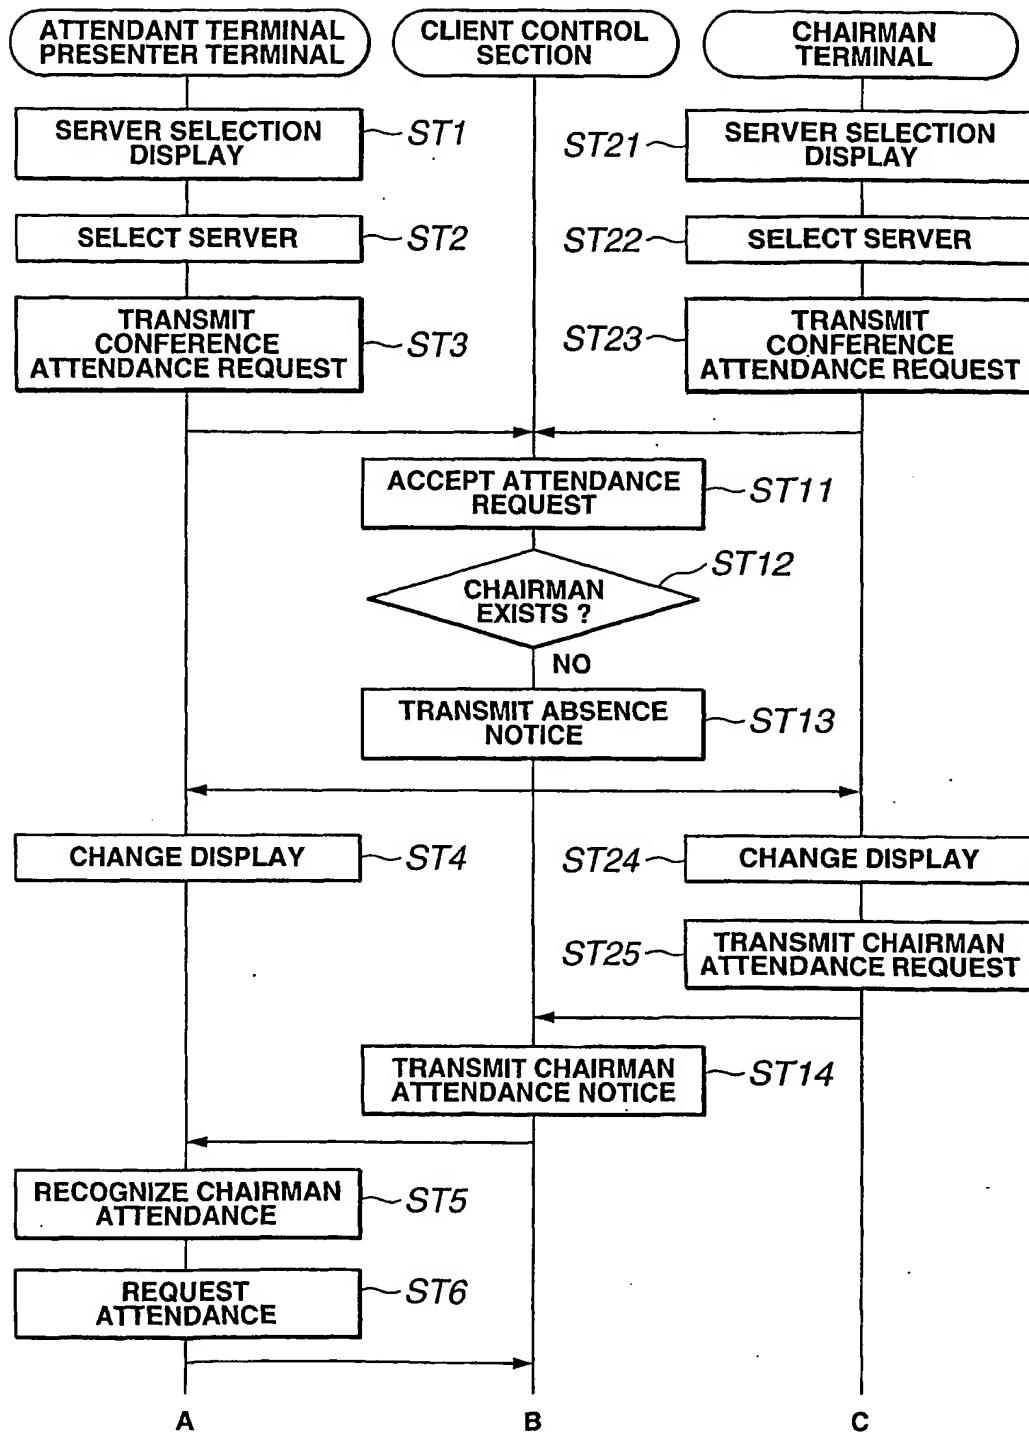 ATTENDANT TERMINAL
PRESENTER TERMINAL
CLIENT CONTROL
SECTION
CHAIRMAN
TERMINAL
SERVER SELECTION
DISPLAY
ST1
ST21
SERVER SELECTION
DISPLAY
SELECT SERVER
ST2
ST22
SELECT SERVER
TRANSMIT
CONFERENCE
ATTENDANCE REQUEST
ST3
ST23
TRANSMIT
CONFERENCE
ATTENDANCE REQUEST
ACCEPT ATTENDANCE
REQUEST
ST11
CHAIRMAN
EXISTS ?
ST12
NO
TRANSMIT ABSENCE
NOTICE
ST13
CHANGE DISPLAY
ST4
ST24
CHANGE DISPLAY
ST25
TRANSMIT CHAIRMAN
ATTENDANCE REQUEST
TRANSMIT CHAIRMAN
ATTENDANCE NOTICE
ST14
RECOGNIZE CHAIRMAN
ATTENDANCE
ST5
REQUEST
ATTENDANCE
ST6
A
B
C